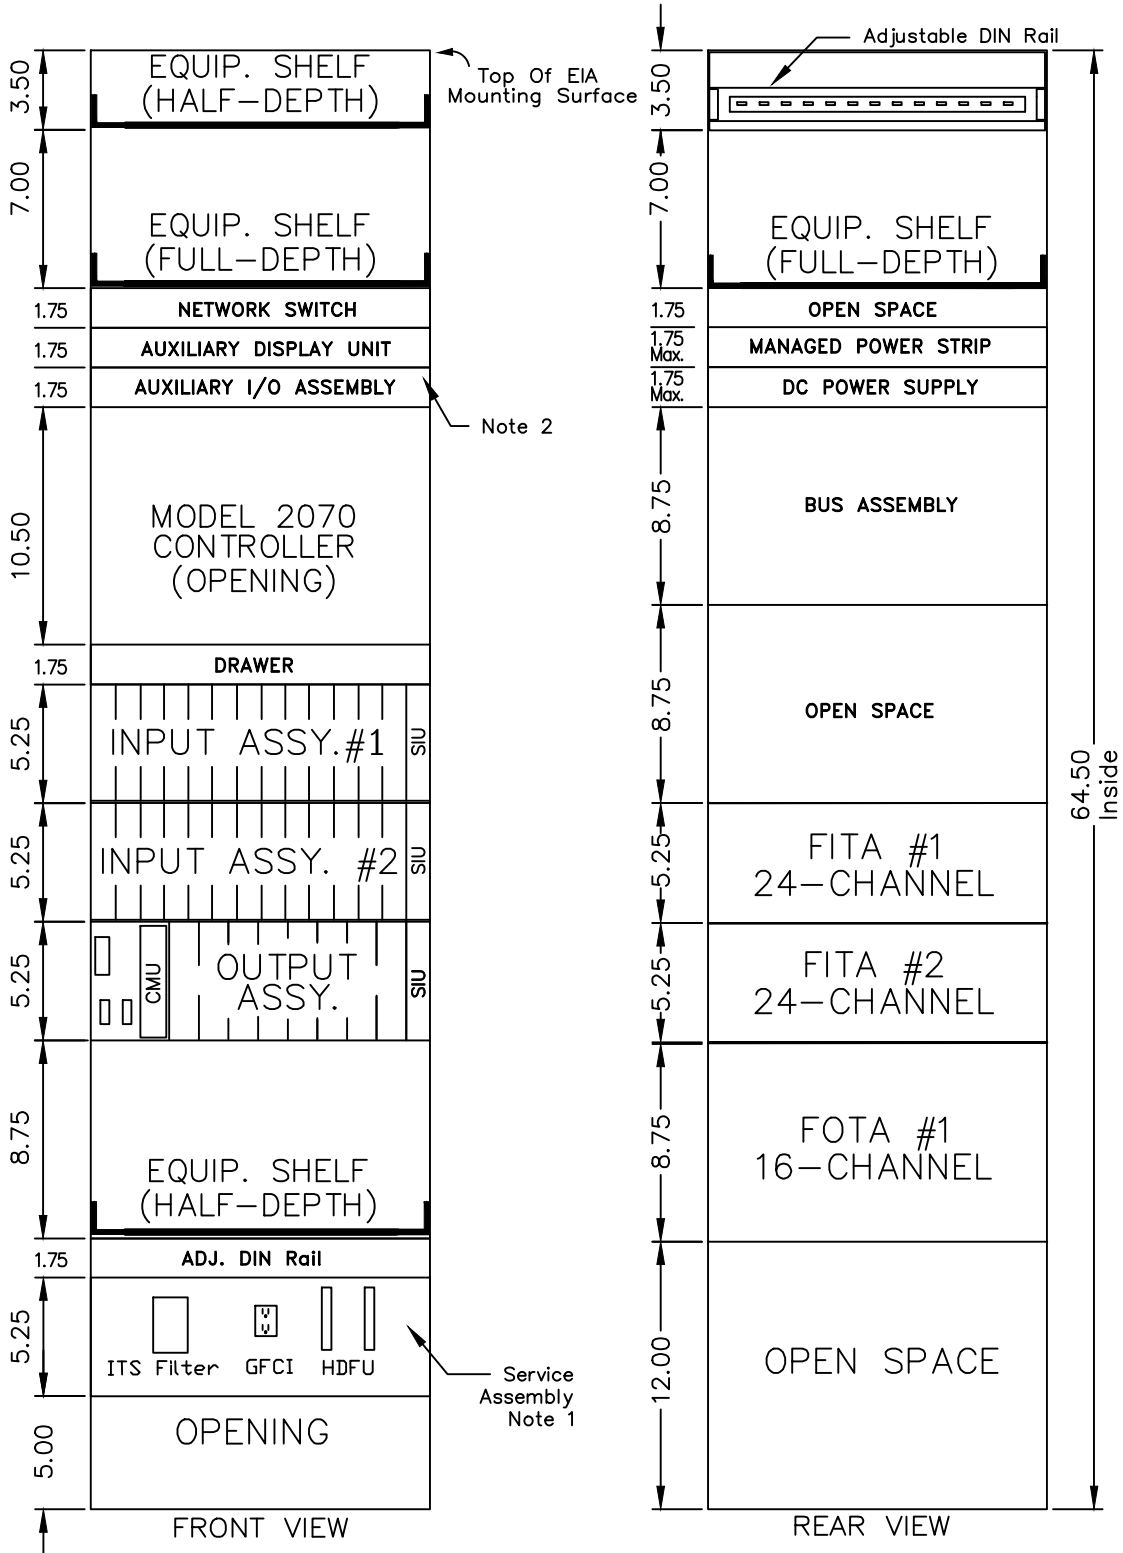 3.50
EQUIP. SHELF
(HALF-DEPTH)
Top Of EIA
Mounting Surface
7.00
EQUIP. SHELF
(FULL-DEPTH)
1.75
NETWORK SWITCH
1.75
AUXILIARY DISPLAY UNIT
1.75
AUXILIARY I/O ASSEMBLY
Note 2
10.50
MODEL 2070
CONTROLLER
(OPENING)
1.75
DRAWER
5.25
INPUT ASSY. #1
SIU
5.25
INPUT ASSY. #2
SIU
5.25
CMU
OUTPUT
ASSY.
SIU
8.75
EQUIP. SHELF
(HALF-DEPTH)
1.75
ADJ. DIN Rail
5.25
ITS Filter
GFCI
HDFU
Service
Assembly
Note 1
5.00
OPENING
FRONT VIEW
Adjustable DIN Rail
3.50
7.00
EQUIP. SHELF
(FULL-DEPTH)
1.75
OPEN SPACE
1.75
Max.
MANAGED POWER STRIP
1.75
Max.
DC POWER SUPPLY
8.75
BUS ASSEMBLY
8.75
OPEN SPACE
64.50
Inside
5.25
FITA #1
24-CHANNEL
5.25
FITA #2
24-CHANNEL
8.75
FOTA #1
16-CHANNEL
12.00
OPEN SPACE
REAR VIEW